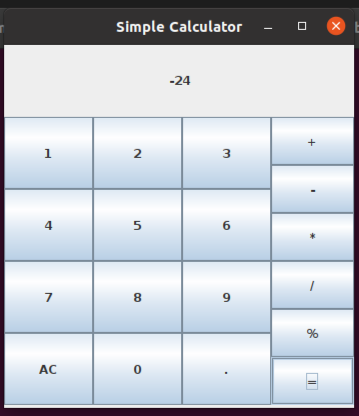 Simple Calculator
-24
1 2 3 +
-
4 5 6 *
7 8 9 /
%
AC 0 . =